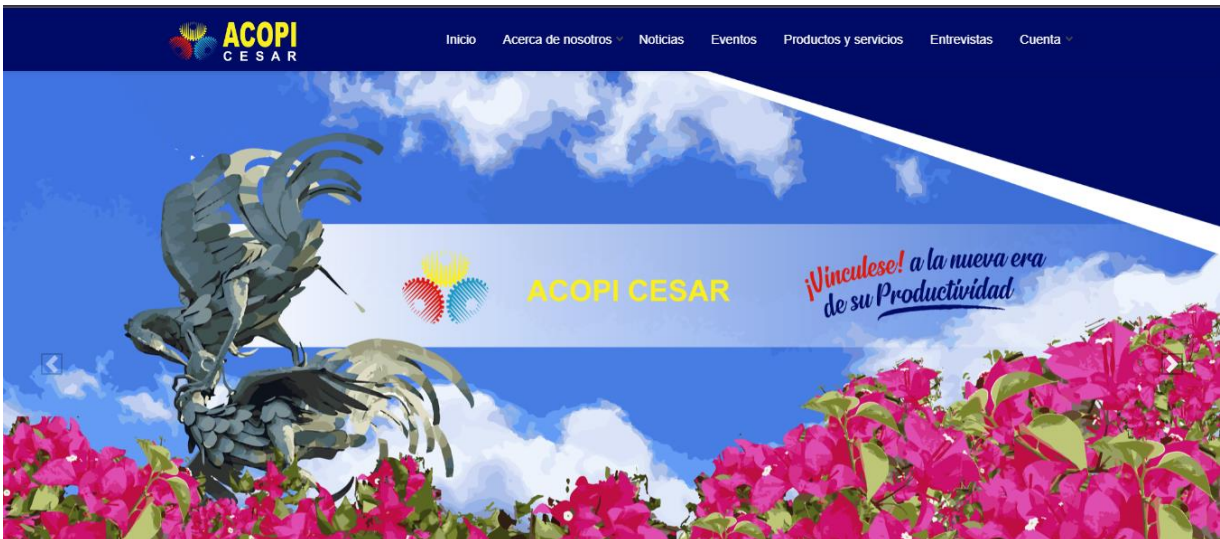 ACOPI
CESAR
Inicio Acerca de nosotros Noticias Eventos Productos y servicios Entrevistas Cuenta
ACOPI CESAR
¡Vinculese! a la nueva era
de su Productividad